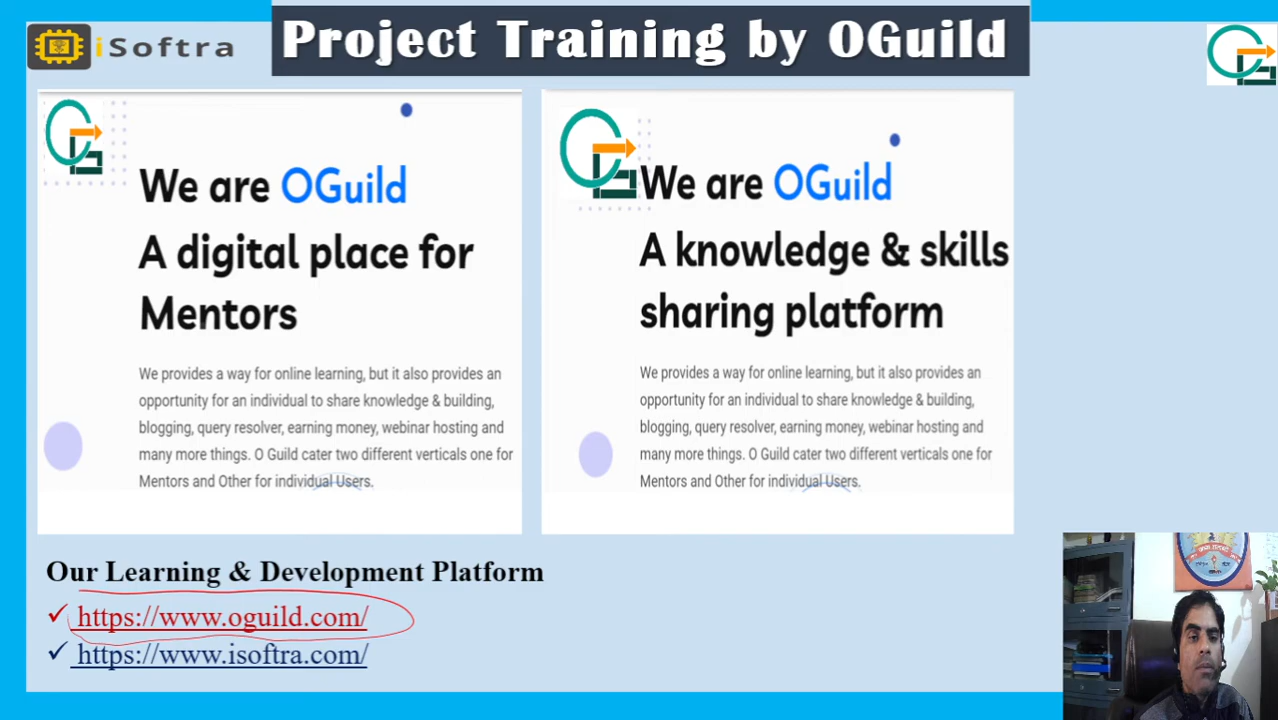 iSoftra
Project Training by OGuild
We are OGuild
A digital place for
Mentors
We provides a way for online learning, but it also provides an
opportunity for an individual to share knowledge & building,
blogging, query resolver, earning money, webinar hosting and
many more things. O Guild cater two different verticals one for
Mentors and Other for individual Users.
We are OGuild
A knowledge & skills
sharing platform
We provides a way for online learning, but it also provides an
opportunity for an individual to share knowledge & building,
blogging, query resolver, earning money, webinar hosting and
many more things. O Guild cater two different verticals one for
Mentors and Other for individual Users.
Our Learning & Development Platform
✓ https://www.oguild.com/
✓ https://www.isoftra.com/